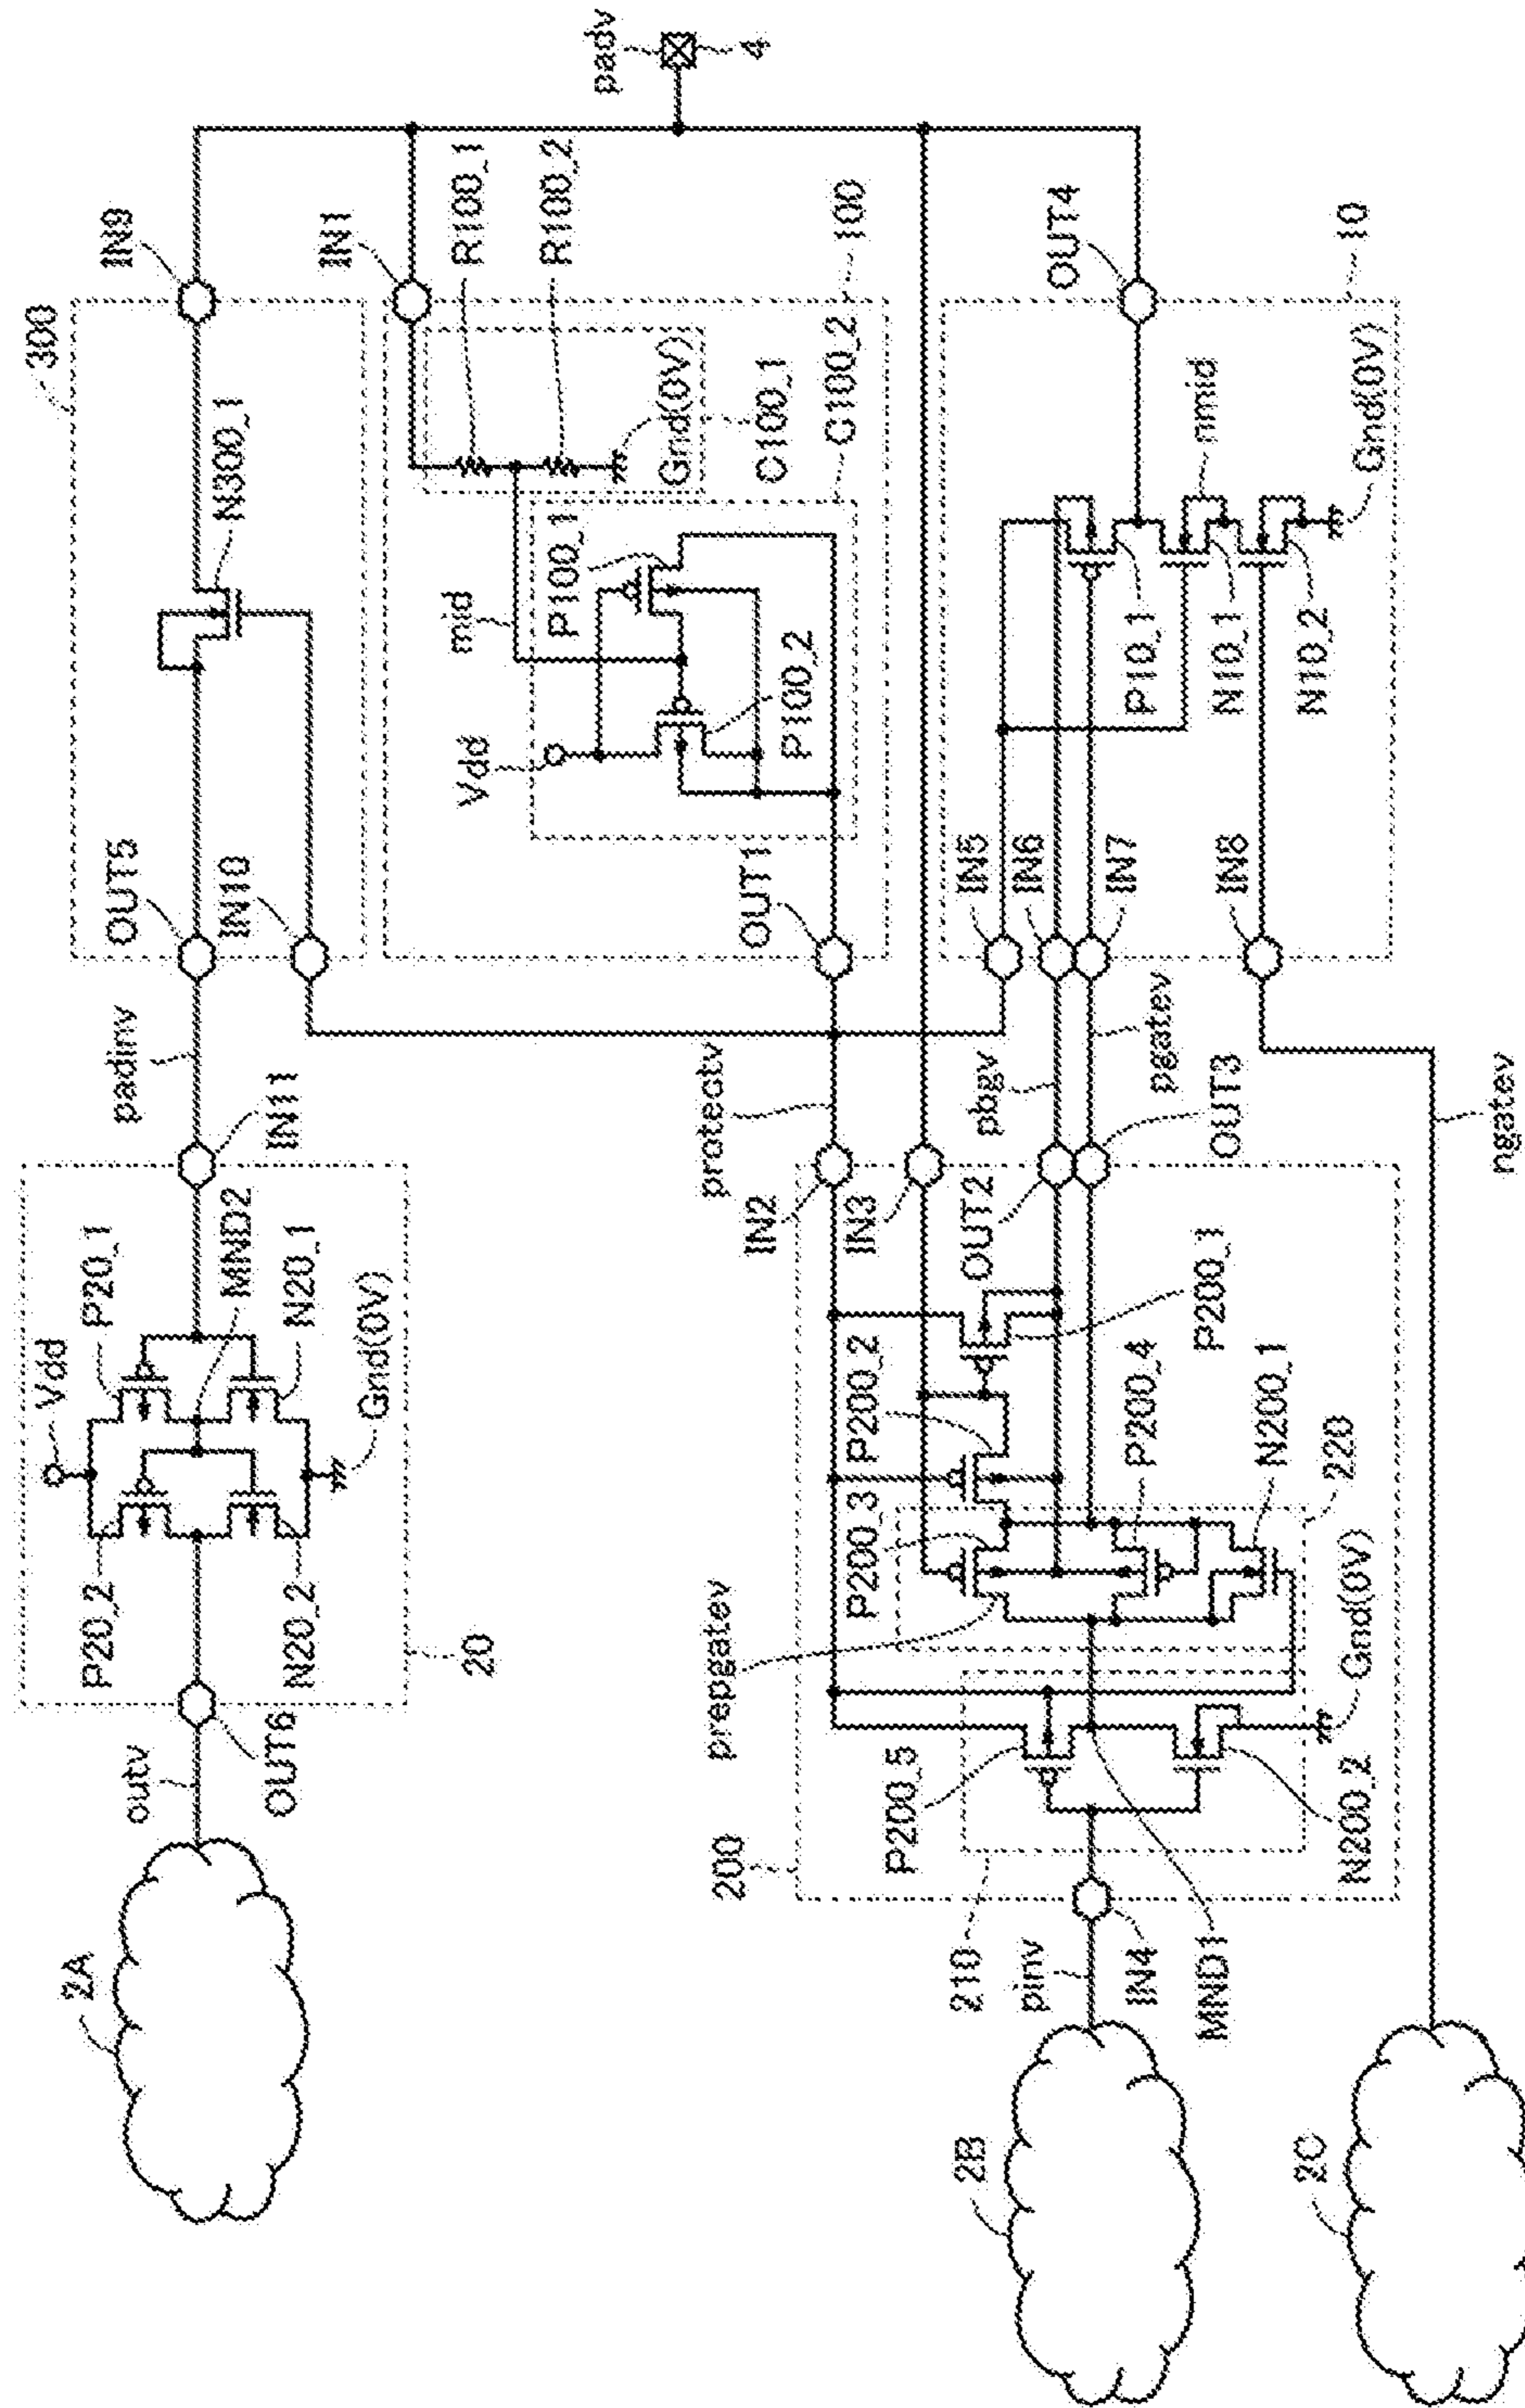 2A
outv
OUT6
20
P20_2
N20_2
Vdd
P20_1
MND2
N20_1
Gnd(0V)
IN11
padinv
OUT5
IN10
300
N300_1
IN9
padv
4
IN1
R100_1
R100_2
100
Gnd(0V)
C100_1
C100_2
mid
P100_1
P100_2
Vdd
OUT1
protectv
IN2
IN3
OUT2
pbgv
pgatev
OUT3
IN5
IN6
IN7
IN8
P10_1
N10_1
N10_2
nmid
Gnd(0V)
OUT4
10
ngatev
200
210
pinv
IN4
MND1
P200_5
N200_2
prepgatev
P200_3
P200_2
P200_1
P200_4
N200_1
220
Gnd(0V)
2B
2C